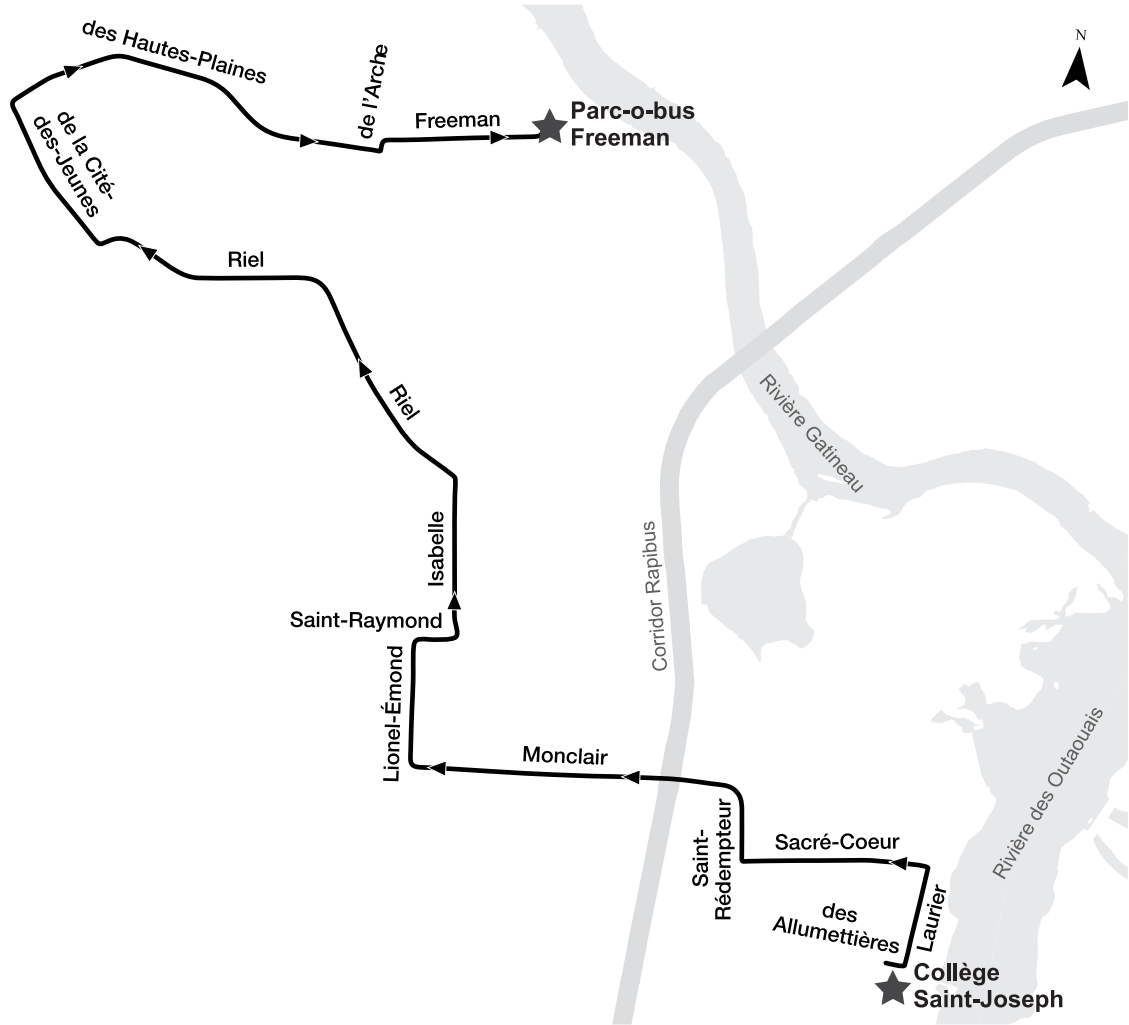 des Hautes-Plaines
de l'Arche
Freeman
Parc-o-bus
Freeman
N
de la Cité-
des-Jeunes
Riel
Riel
Rivière Gatineau
Isabelle
Corridor Rapibus
Saint-Raymond
Lionel-Émond
Monclair
Rivière des Outaouais
Saint-
Rédempteur
Sacré-Coeur
des
Allumettières
Laurier
Collège
Saint-Joseph